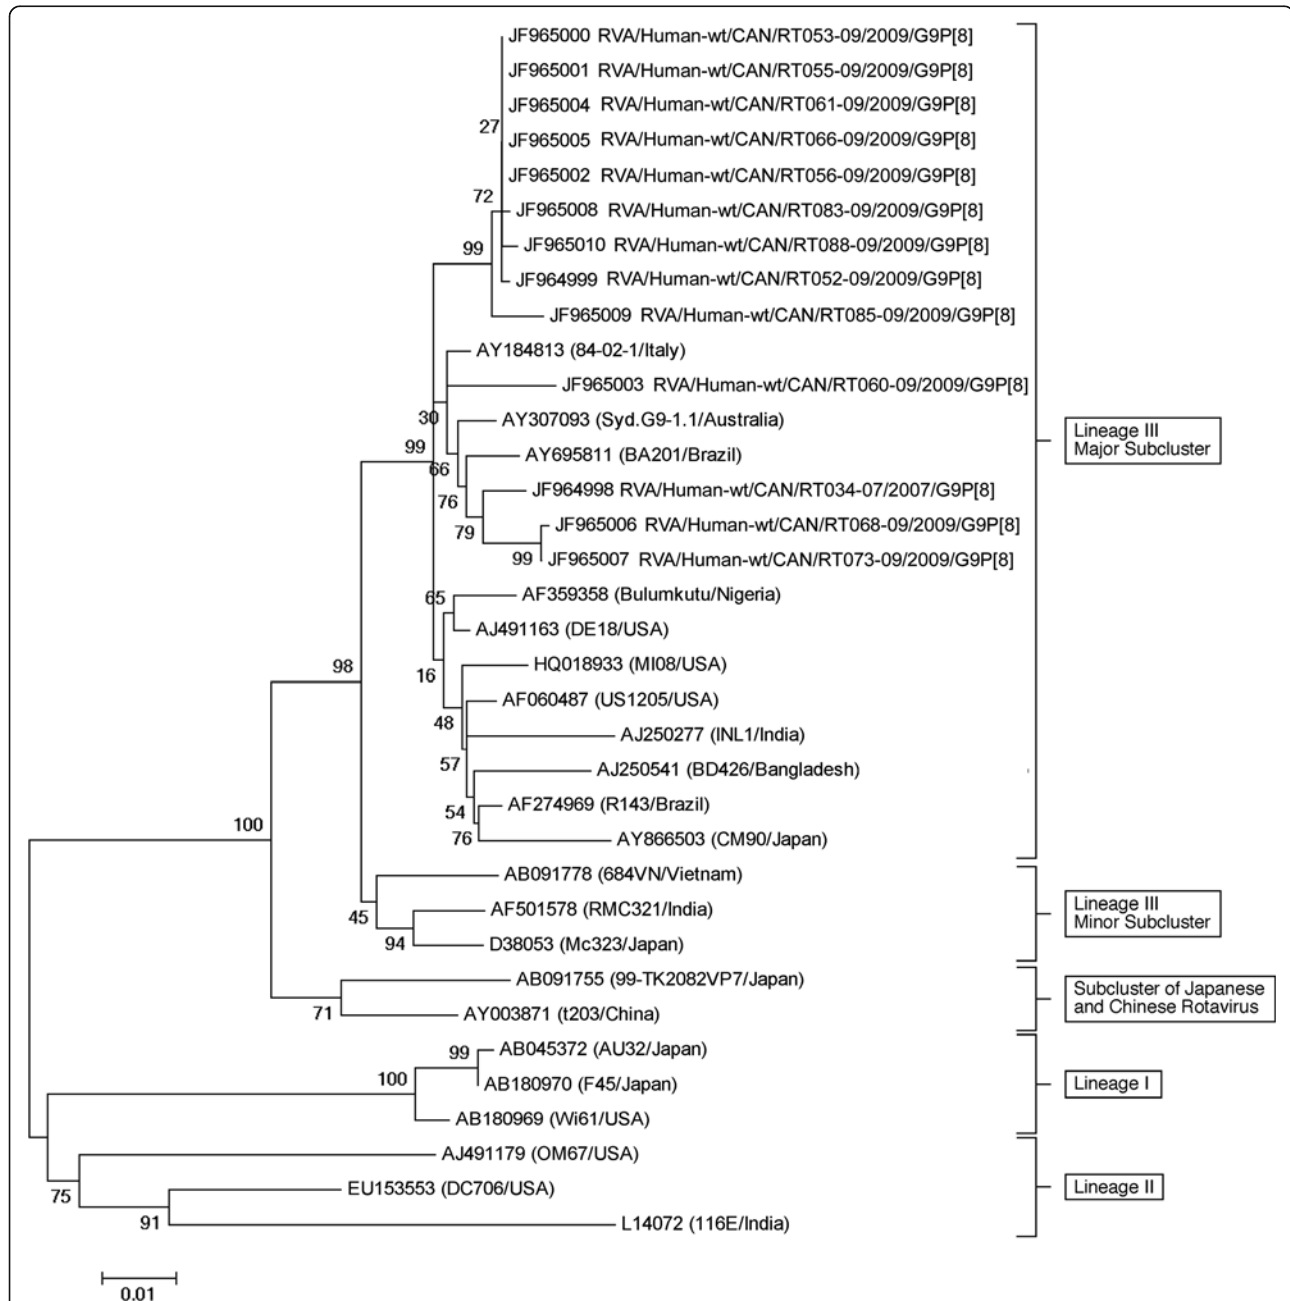 JF965000 RVA/Human-wt/CAN/RT053-09/2009/G9P[8]
JF965001 RVA/Human-wt/CAN/RT055-09/2009/G9P[8]
JF965004 RVA/Human-wt/CAN/RT061-09/2009/G9P[8]
27
JF965005 RVA/Human-wt/CAN/RT066-09/2009/G9P[8]
JF965002 RVA/Human-wt/CAN/RT056-09/2009/G9P[8]
72
JF965008 RVA/Human-wt/CAN/RT083-09/2009/G9P[8]
99
JF965010 RVA/Human-wt/CAN/RT088-09/2009/G9P[8]
JF964999 RVA/Human-wt/CAN/RT052-09/2009/G9P[8]
JF965009 RVA/Human-wt/CAN/RT085-09/2009/G9P[8]
AY184813 (84-02-1/Italy)
JF965003 RVA/Human-wt/CAN/RT060-09/2009/G9P[8]
30
AY307093 (Syd.G9-1.1/Australia)
99
66
AY695811 (BA201/Brazil)
76
JF964998 RVA/Human-wt/CAN/RT034-07/2007/G9P[8]
79
JF965006 RVA/Human-wt/CAN/RT068-09/2009/G9P[8]
99
JF965007 RVA/Human-wt/CAN/RT073-09/2009/G9P[8]
Lineage III
Major Subcluster
65
AF359358 (Bulumkutu/Nigeria)
AJ491163 (DE18/USA)
98
16
HQ018933 (MI08/USA)
AF060487 (US1205/USA)
48
AJ250277 (INL1/India)
57
AJ250541 (BD426/Bangladesh)
54
AF274969 (R143/Brazil)
100
76
AY866503 (CM90/Japan)
AB091778 (684VN/Vietnam)
45
AF501578 (RMC321/India)
94
D38053 (Mc323/Japan)
Lineage III
Minor Subcluster
AB091755 (99-TK2082VP7/Japan)
71
AY003871 (t203/China)
Subcluster of Japanese
and Chinese Rotavirus
99
AB045372 (AU32/Japan)
100
AB180970 (F45/Japan)
AB180969 (Wi61/USA)
Lineage I
AJ491179 (OM67/USA)
75
EU153553 (DC706/USA)
91
L14072 (116E/India)
Lineage II
0.01